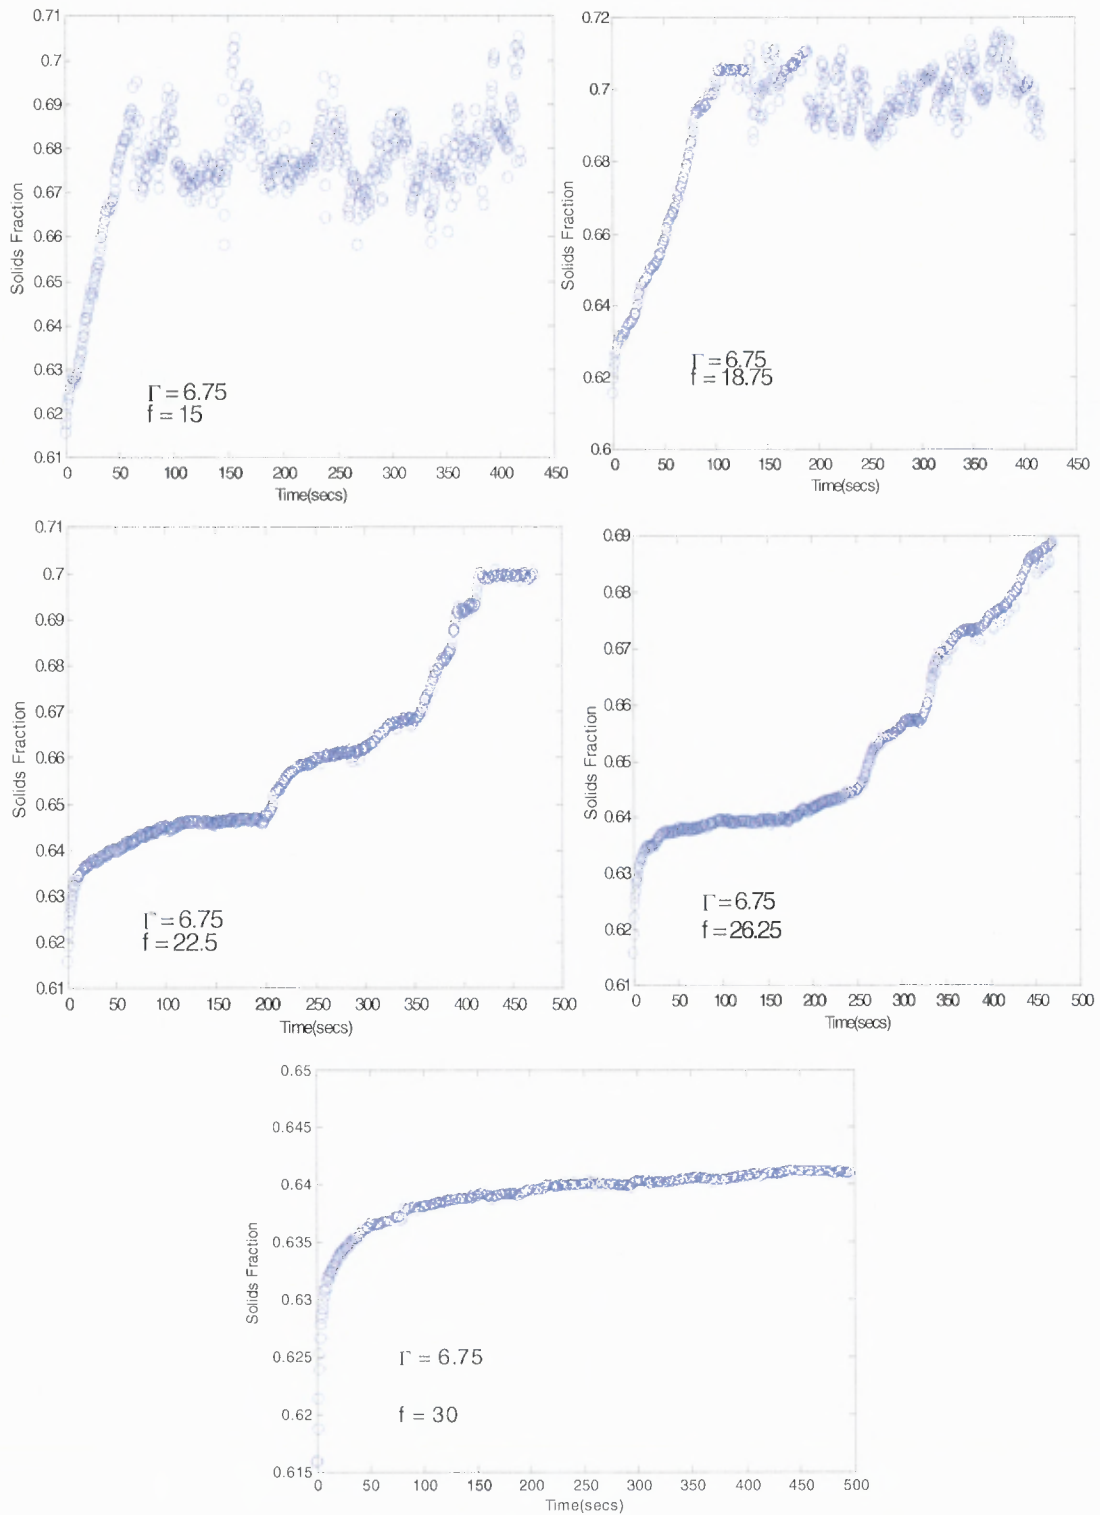 0.71
0.7
0.69
0.68
0.67
0.66
0.65
0.64
0.63
0.62
0.61
Solids Fraction
Γ = 6.75
f = 15
0 50 100 150 200 250 300 350 400 450
Time(secs)
0.72
0.7
0.68
0.66
0.64
0.62
0.6
Solids Fraction
Γ = 6.75
f = 18.75
0 50 100 150 200 250 300 350 400 450
Time(secs)
0.71
0.7
0.69
0.68
0.67
0.66
0.65
0.64
0.63
0.62
0.61
Solids Fraction
Γ = 6.75
f = 22.5
0 50 100 150 200 250 300 350 400 450 500
Time(secs)
0.69
0.68
0.67
0.66
0.65
0.64
0.63
0.62
0.61
Solids Fraction
Γ = 6.75
f = 26.25
0 50 100 150 200 250 300 350 400 450 500
Time(secs)
0.65
0.645
0.64
0.635
0.63
0.625
0.62
0.615
Solids Fraction
Γ = 6.75
f = 30
0 50 100 150 200 250 300 350 400 450 500
Time(secs)